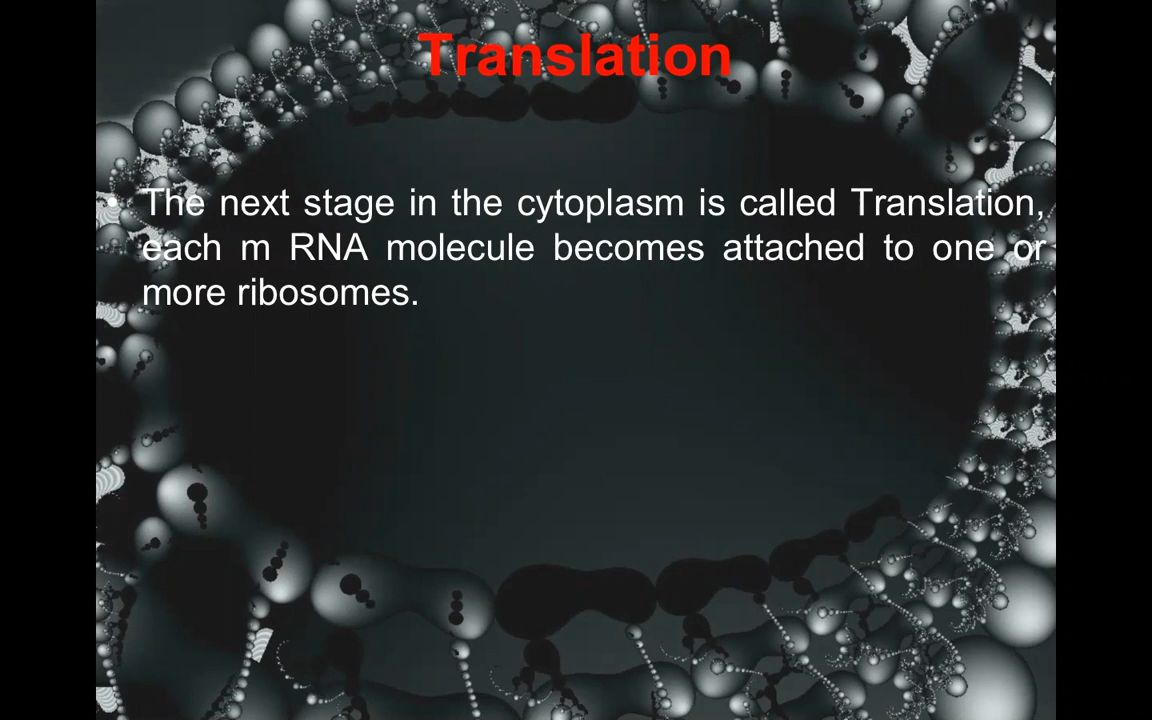 Translation
• The next stage in the cytoplasm is called Translation,
each m RNA molecule becomes attached to one or
more ribosomes.